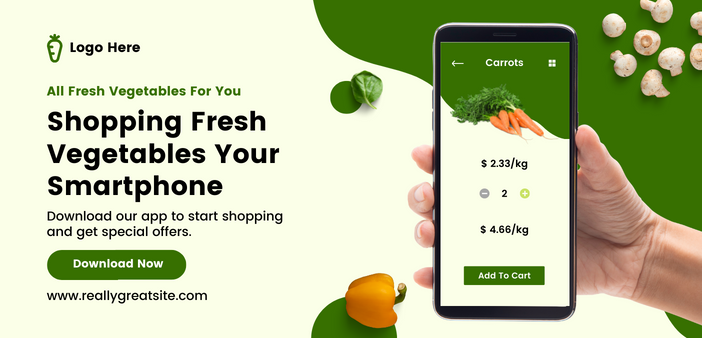 Logo Here
All Fresh Vegetables For You
Shopping Fresh
Vegetables Your
Smartphone
Download our app to start shopping
and get special offers.
Download Now
www.reallygreatsite.com
Carrots
$ 2.33/kg
2
$ 4.66/kg
Add To Cart